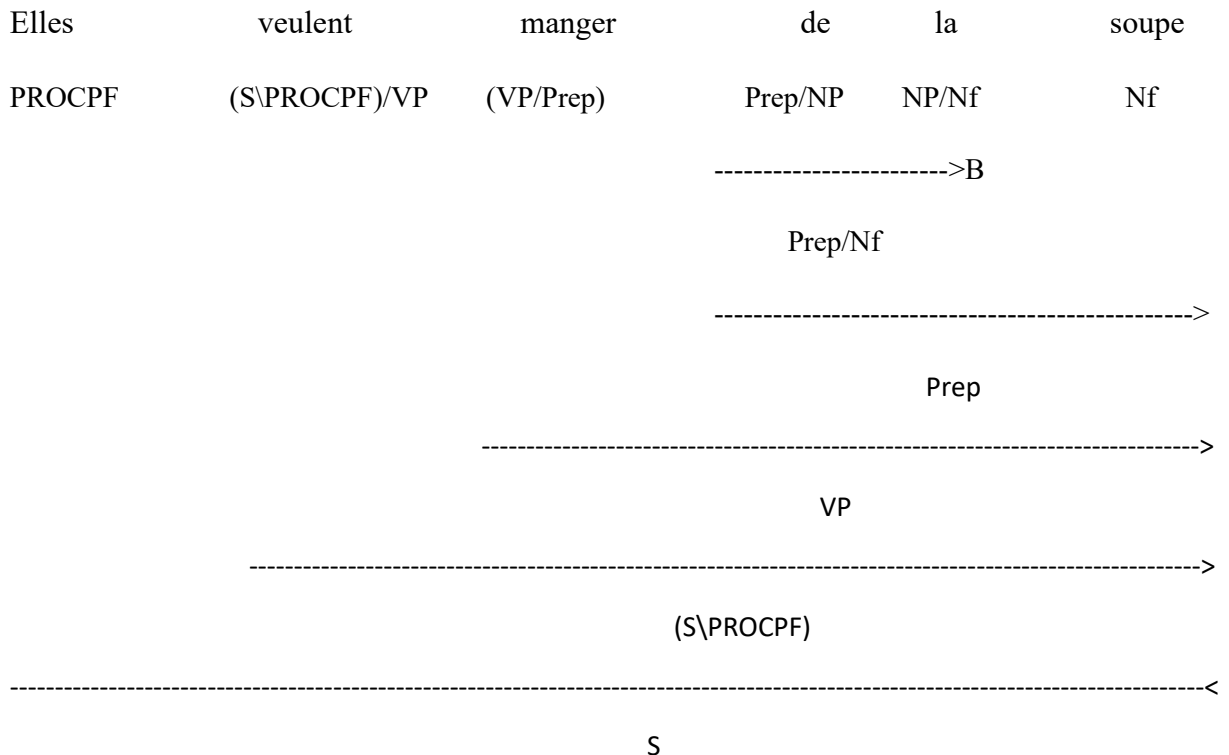 Elles veulent manger de la soupe
PROCPF (S\PROCPF)/VP (VP/Prep) Prep/NP NP/Nf Nf
------------------------>B
Prep/Nf
------------------------------------------------->
Prep
-------------------------------------------------------------------------->
VP
-------------------------------------------------------------------------------------------------->
(S\PROCPF)
---------------------------------------------------------------------------------------------------------------------------<
S